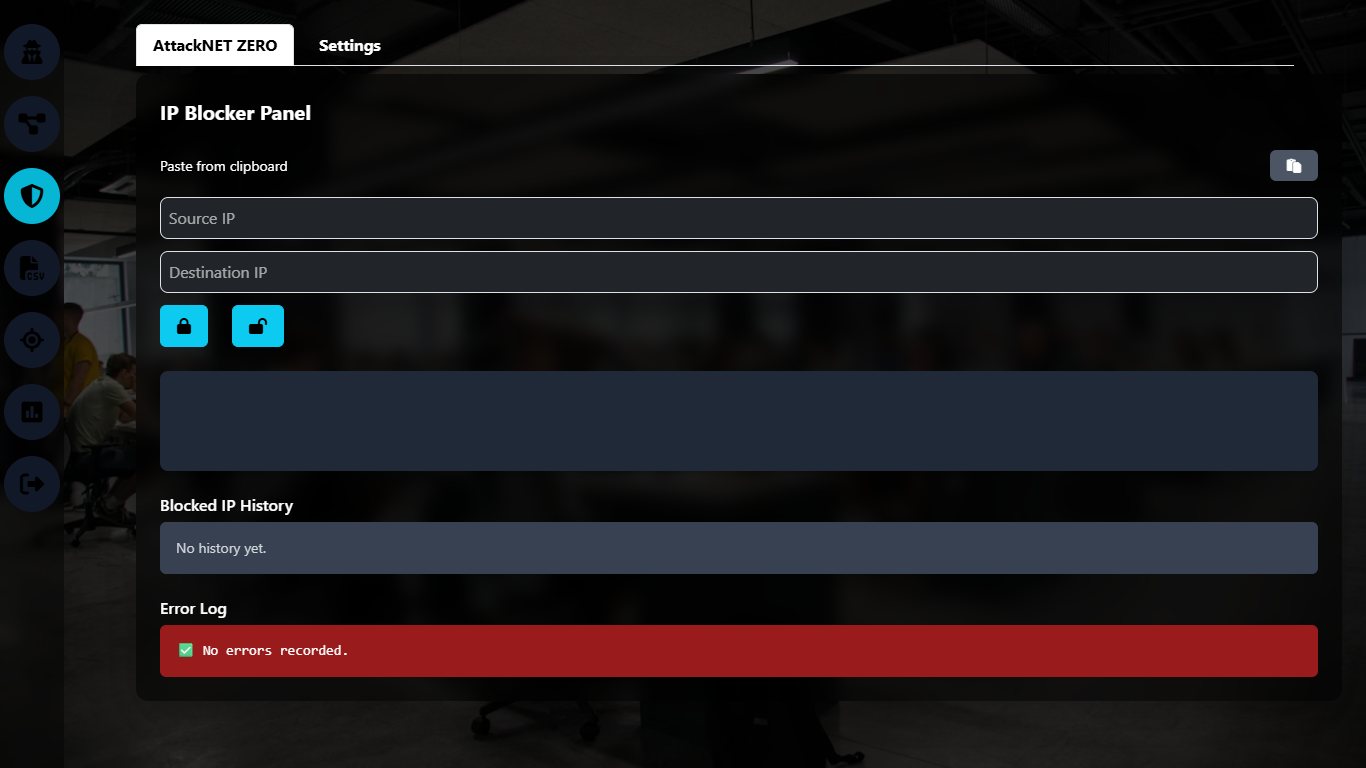 AttackNET ZERO
Settings
IP Blocker Panel
Paste from clipboard
Source IP
Destination IP
CSV
Blocked IP History
No history yet.
Error Log
✅ No errors recorded.